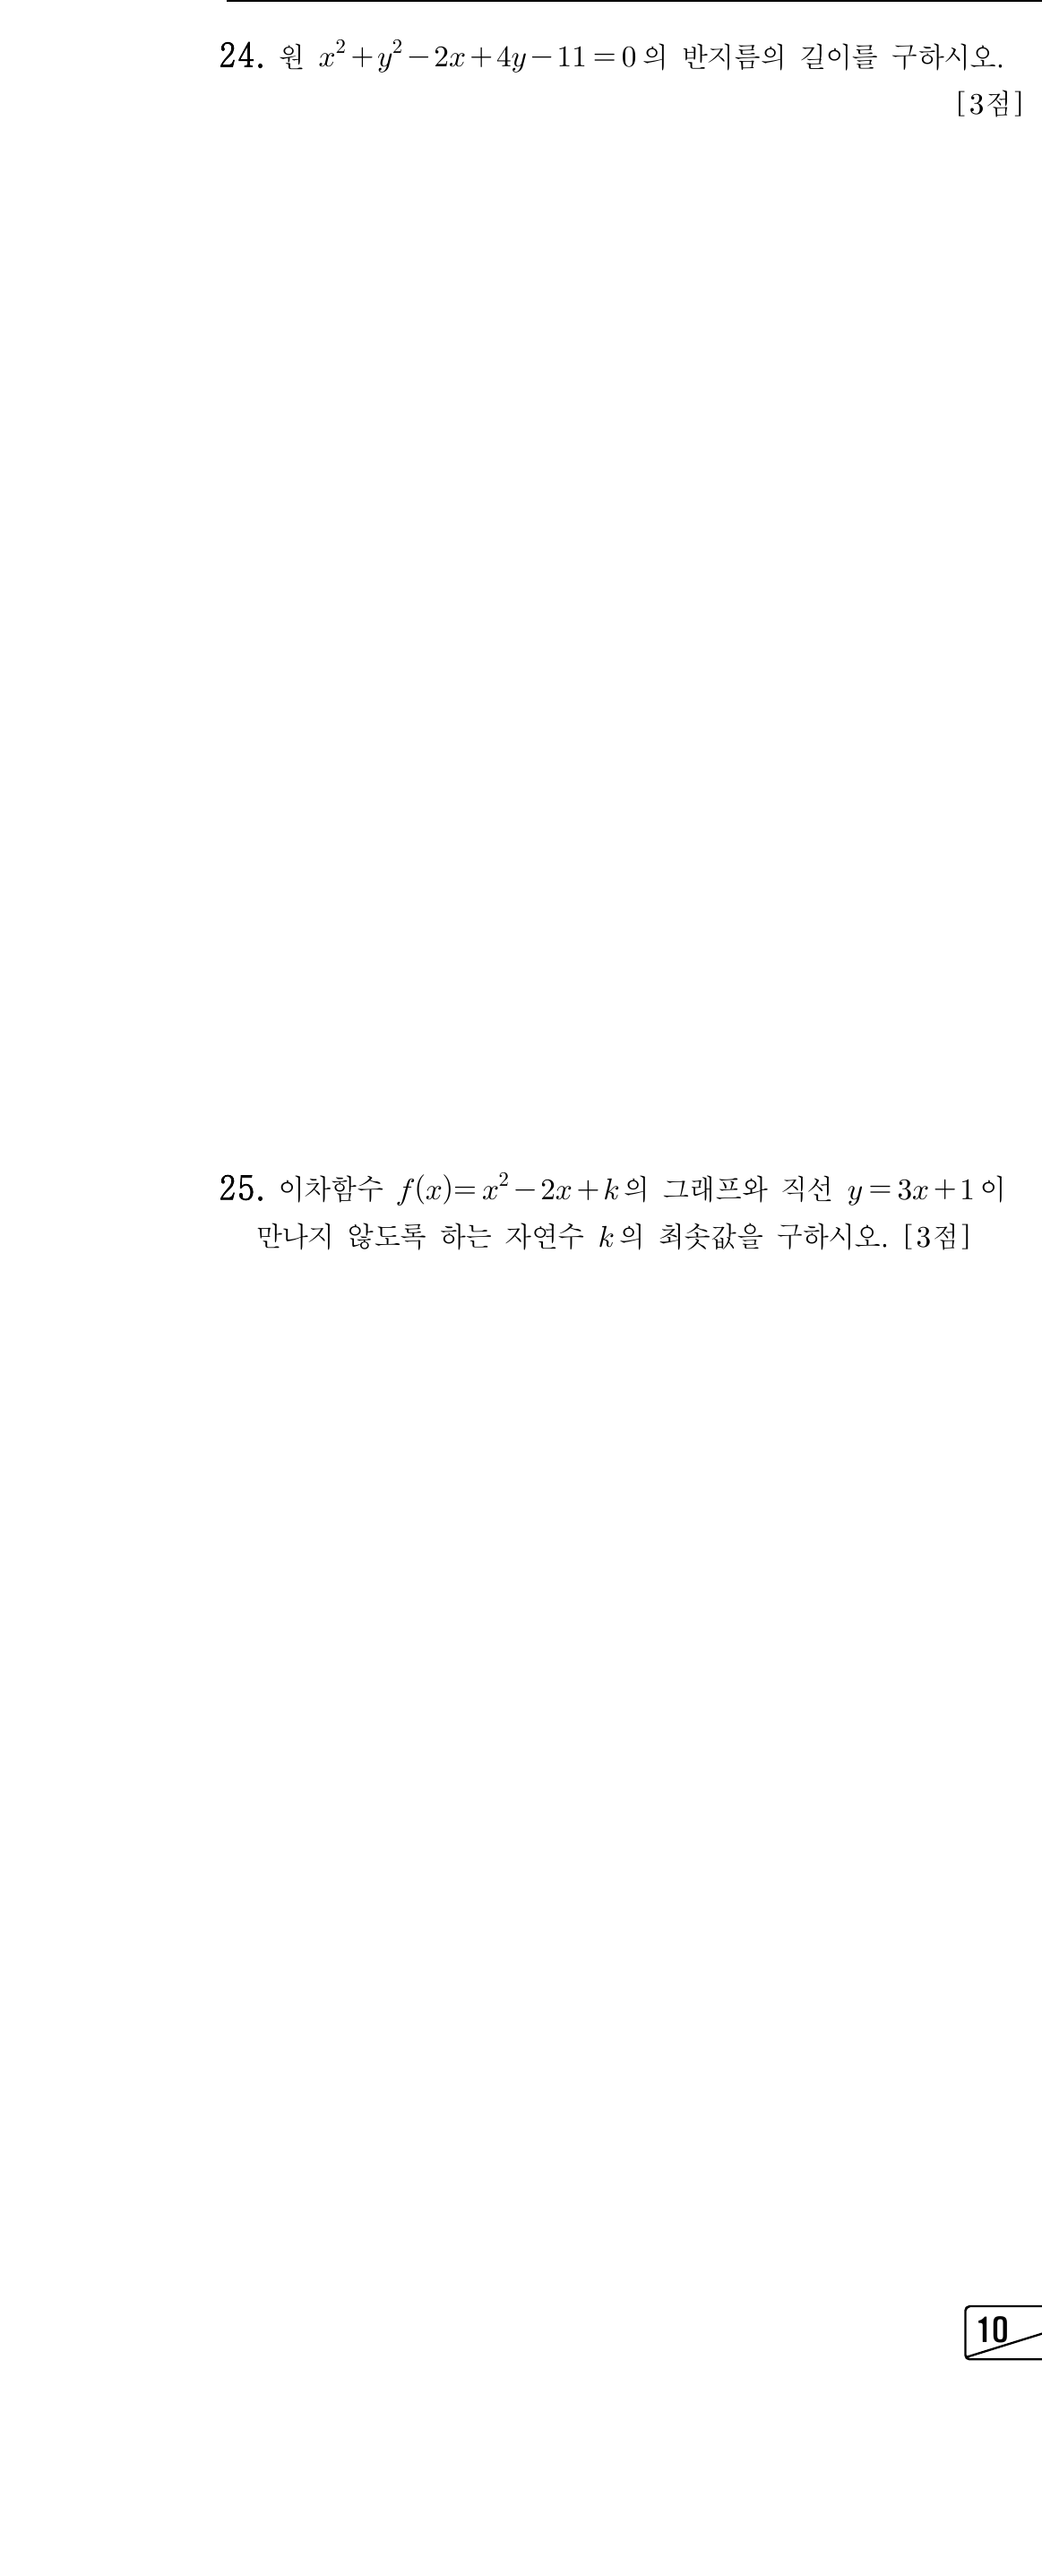 24. 원 x²+y²−2x+4y−11=0의 반지름의 길이를 구하시오.
[3점]
25. 이차함수 f(x)=x²−2x+k의 그래프와 직선 y=3x+1이
만나지 않도록 하는 자연수 k의 최솟값을 구하시오. [3점]
10